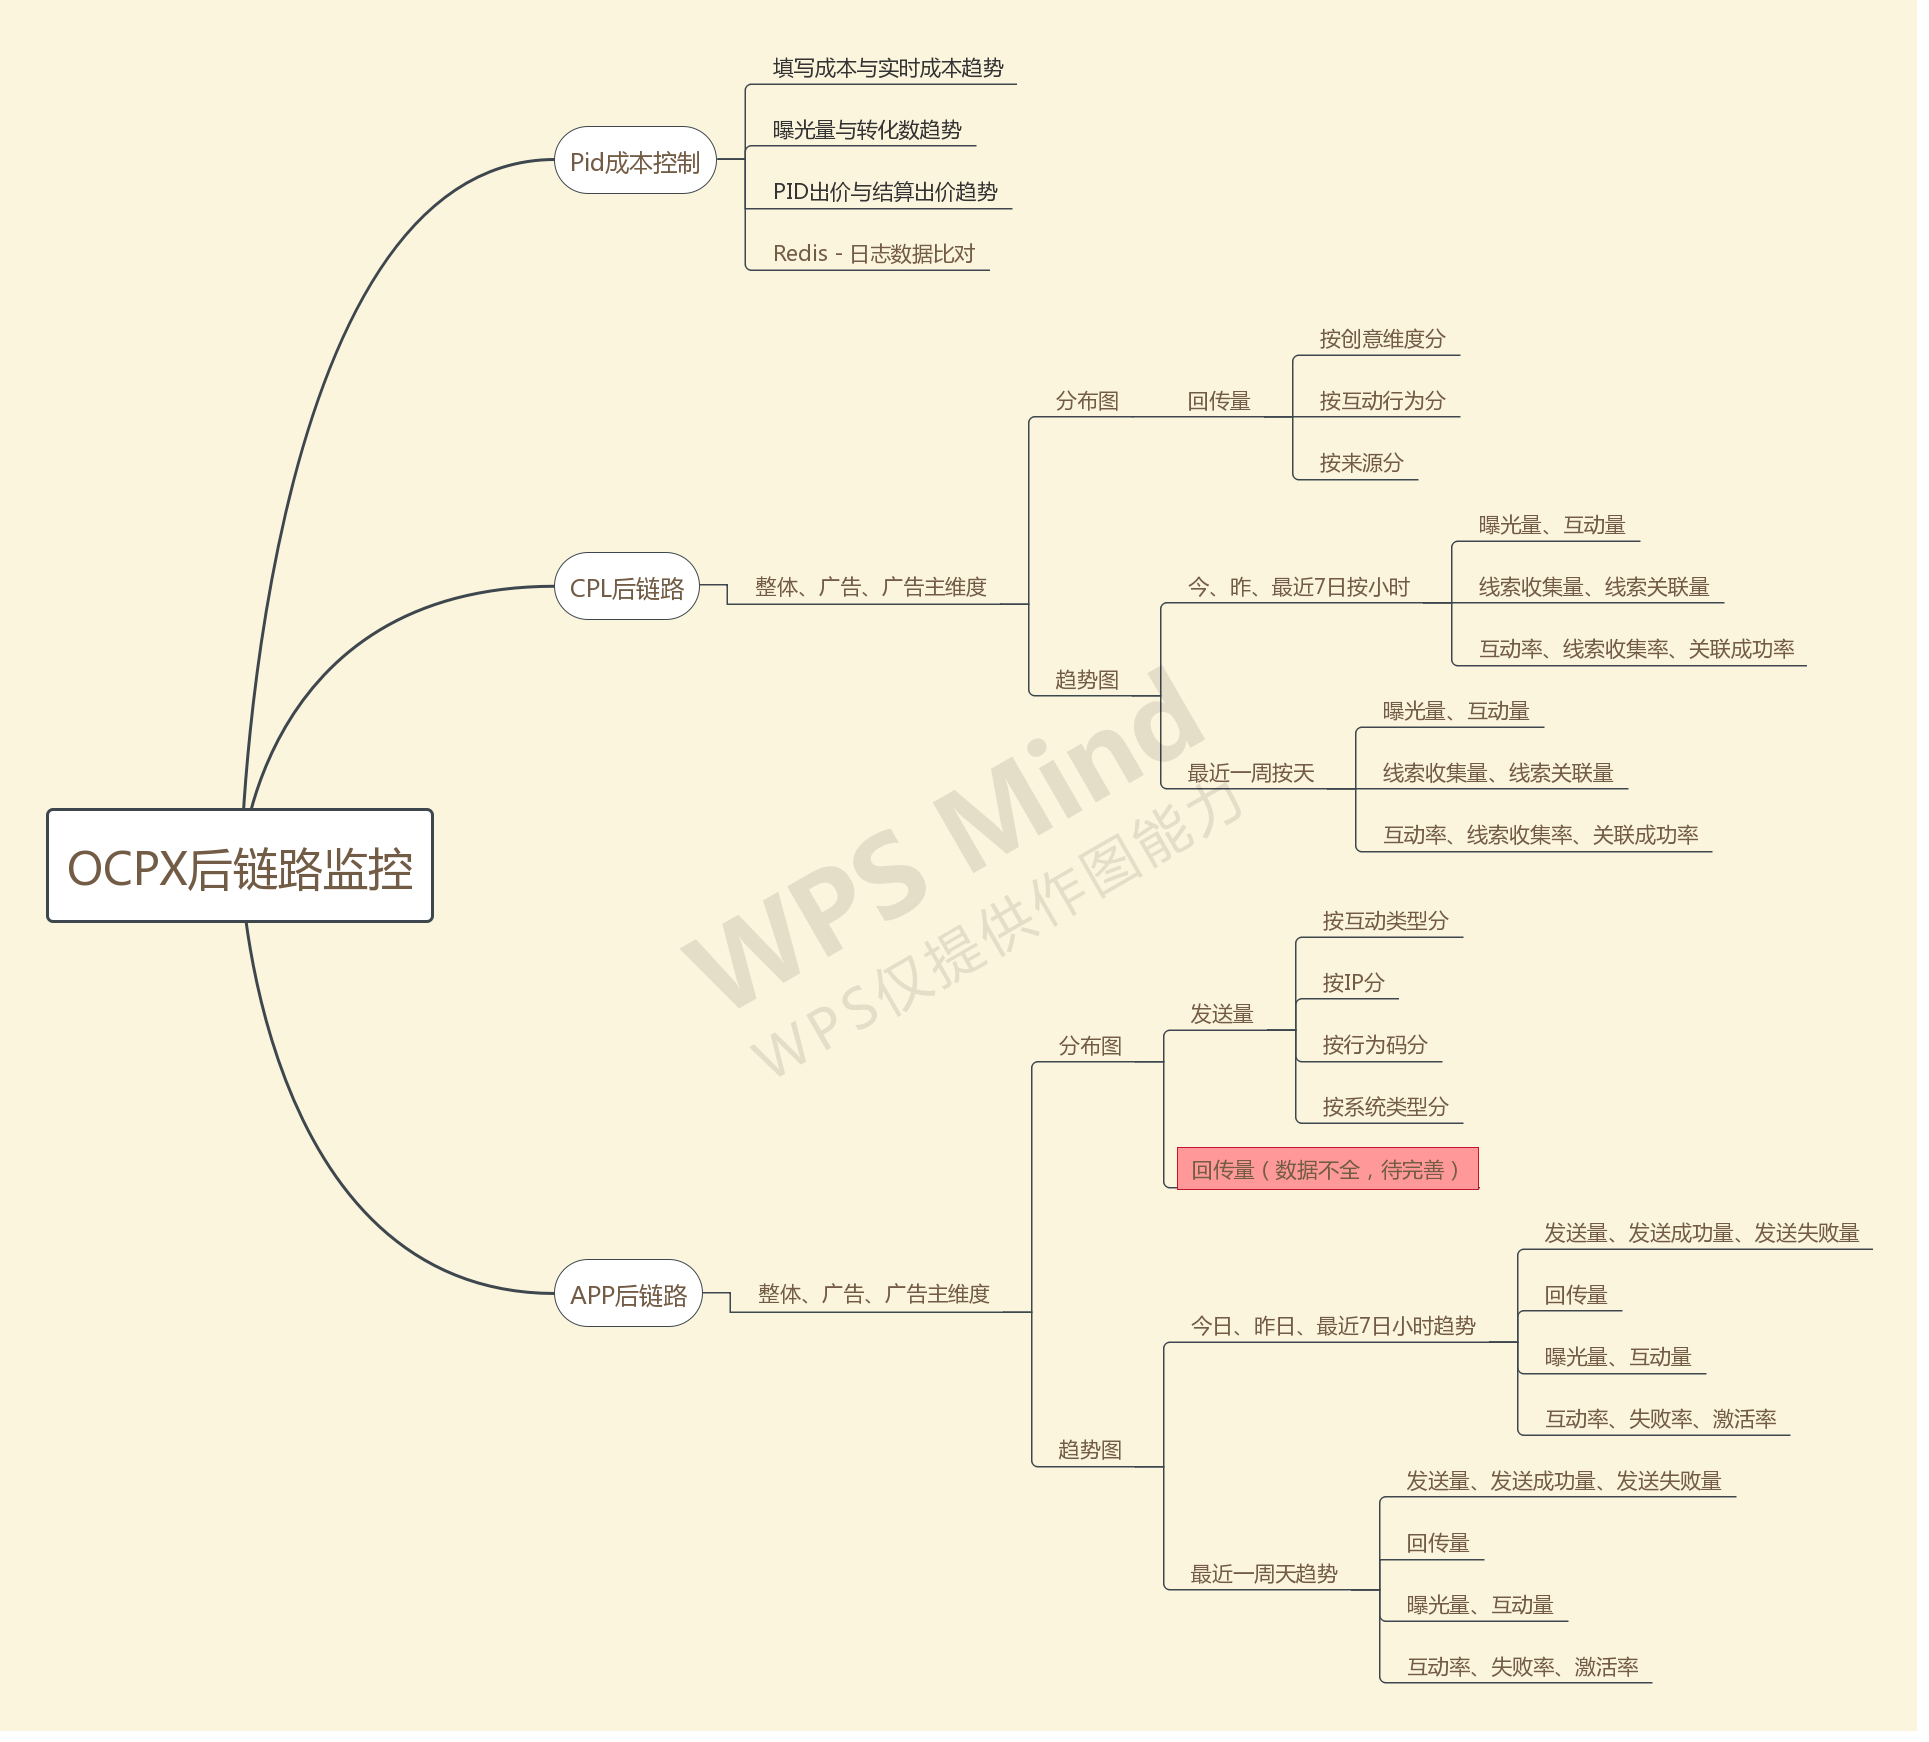 OCPX后链路监控
Pid成本控制
填写成本与实时成本趋势
曝光量与转化数趋势
PID出价与结算出价趋势
Redis - 日志数据比对
CPL后链路
整体、广告、广告主维度
分布图
回传量
按创意维度分
按互动行为分
按来源分
趋势图
今、昨、最近7日按小时
曝光量、互动量
线索收集量、线索关联量
互动率、线索收集率、关联成功率
最近一周按天
曝光量、互动量
线索收集量、线索关联量
互动率、线索收集率、关联成功率
APP后链路
整体、广告、广告主维度
分布图
发送量
按互动类型分
按IP分
按行为码分
按系统类型分
回传量（数据不全，待完善）
趋势图
今日、昨日、最近7日小时趋势
发送量、发送成功量、发送失败量
回传量
曝光量、互动量
互动率、失败率、激活率
最近一周天趋势
发送量、发送成功量、发送失败量
回传量
曝光量、互动量
互动率、失败率、激活率
WPS Mind
WPS仅提供作图能力